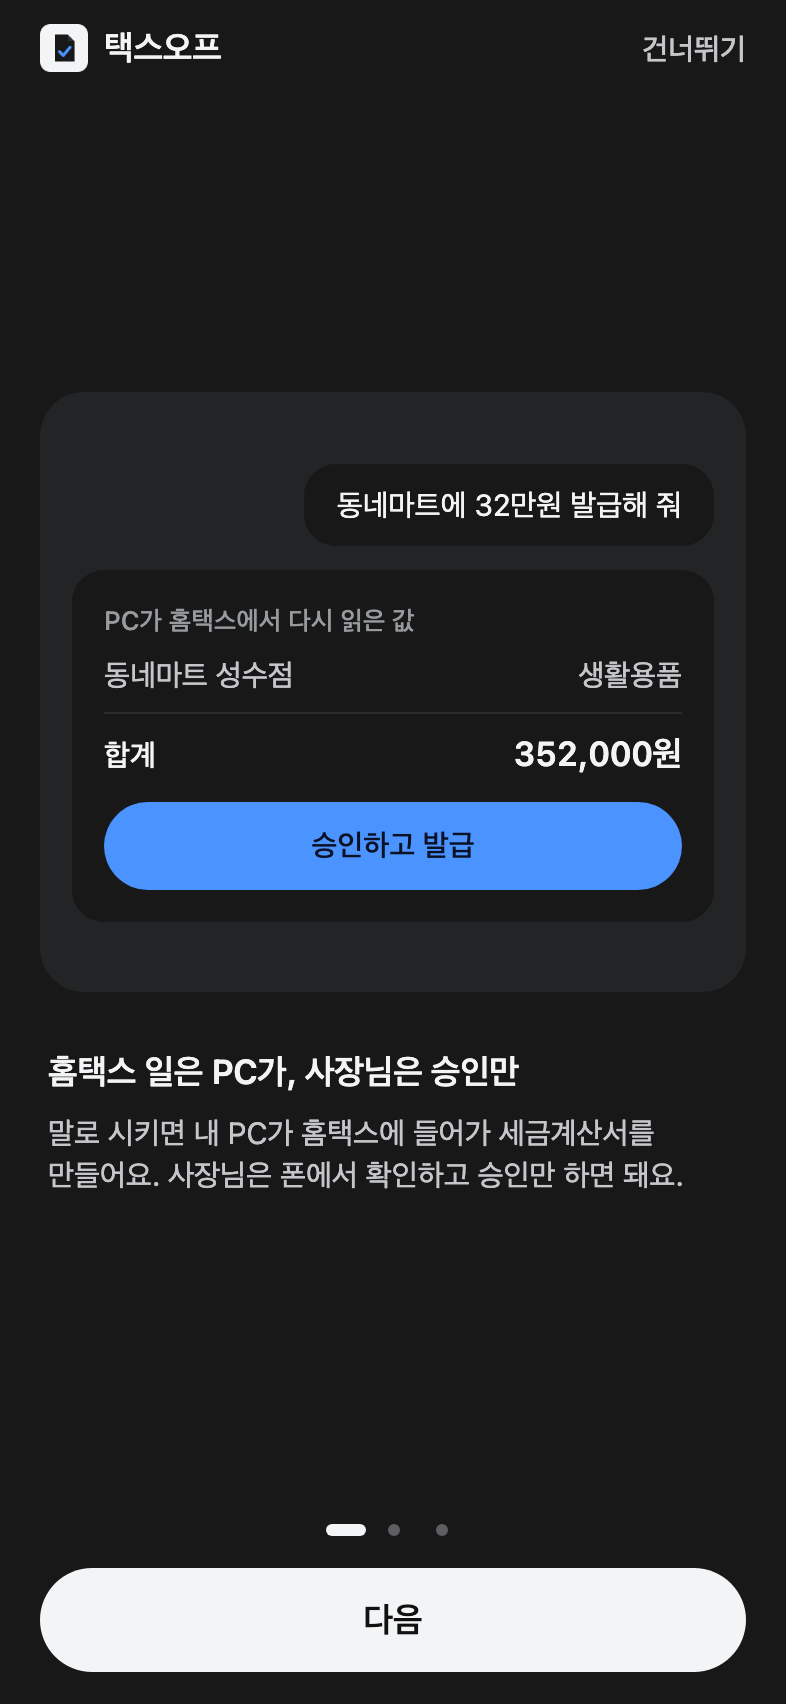 택스오프
건너뛰기
동네마트에 32만원 발급해 줘
PC가 홈택스에서 다시 읽은 값
동네마트 성수점 생활용품
합계 352,000원
승인하고 발급
홈택스 일은 PC가, 사장님은 승인만
말로 시키면 내 PC가 홈택스에 들어가 세금계산서를
만들어요. 사장님은 폰에서 확인하고 승인만 하면 돼요.
다음